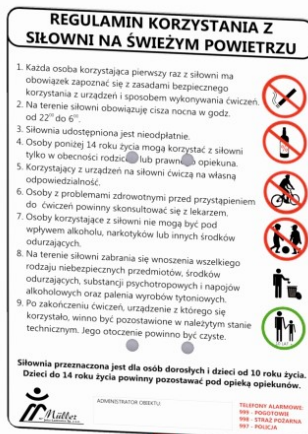 REGULAMIN KORZYSTANIA Z
SIŁOWNI NA ŚWIEŻYM POWIETRZU
1. Każda osoba korzystająca pierwszy raz z siłowni ma
obowiązek zapoznać się z zasadami bezpiecznego
korzystania z urządzeń i sposobem wykonywania ćwiczeń.
2. Na terenie siłowni obowiązuję cisza nocna w godz.
od 22⁰⁰ do 6⁰⁰.
3. Siłownia udostępniona jest nieodpłatnie.
4. Osoby poniżej 14 roku życia mogą korzystać z siłowni
tylko w obecności lub opiekuna.
5. Korzystający z urządzeń na siłowni ćwiczą na własną
odpowiedzialność.
6. Osoby z problemami zdrowotnymi przed przystąpieniem
do ćwiczeń powinny skonsultować się z lekarzem.
7. Osoby korzystające z siłowni nie mogą być pod
wpływem alkoholu, narkotyków lub innych środków
odurzających.
8. Na terenie siłowni zabrania się wnoszenia wszelkiego
rodzaju niebezpiecznych przedmiotów, środków
odurzających, substancji psychotropowych i napojów
alkoholowych oraz palenia wyrobów tytoniowych.
9. Po zakończeniu ćwiczeń, urządzenie z którego się
korzystało, winno być pozostawione w należytym stanie
technicznym. Jego otoczenie powinno być czyste.
Siłownia przeznaczona jest dla osób dorosłych i dzieci od 10 roku życia.
Dzieci do 14 roku życia powinny pozostawać pod opieką opiekunów.
Müller
ADMINISTRATOR OBIEKTU:
TELEFONY ALARMOWE:
999 - POGOTOWIE
998 - STRAŻ POŻARNA
997 - POLICJA